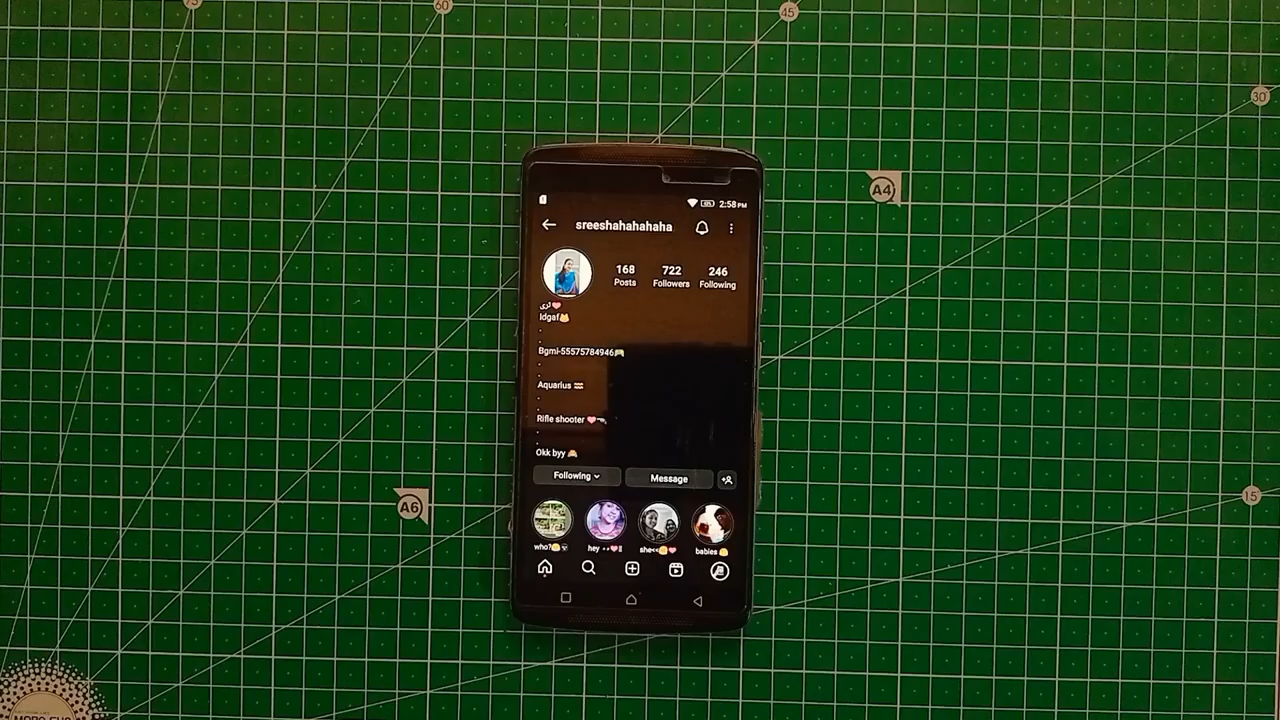 75
60
45
30
A4
2:58 PM
sreeshahahahaha
168
Posts
722
Followers
246
Following
Idgaf😾
.
.
Bgmi-55575784946🎮
.
.
Aquarius ♒
.
.
Rifle shooter ❤🔫
.
.
Okk byy 🙈
Following
Message
15
A6
who?
hey
she<<
babies